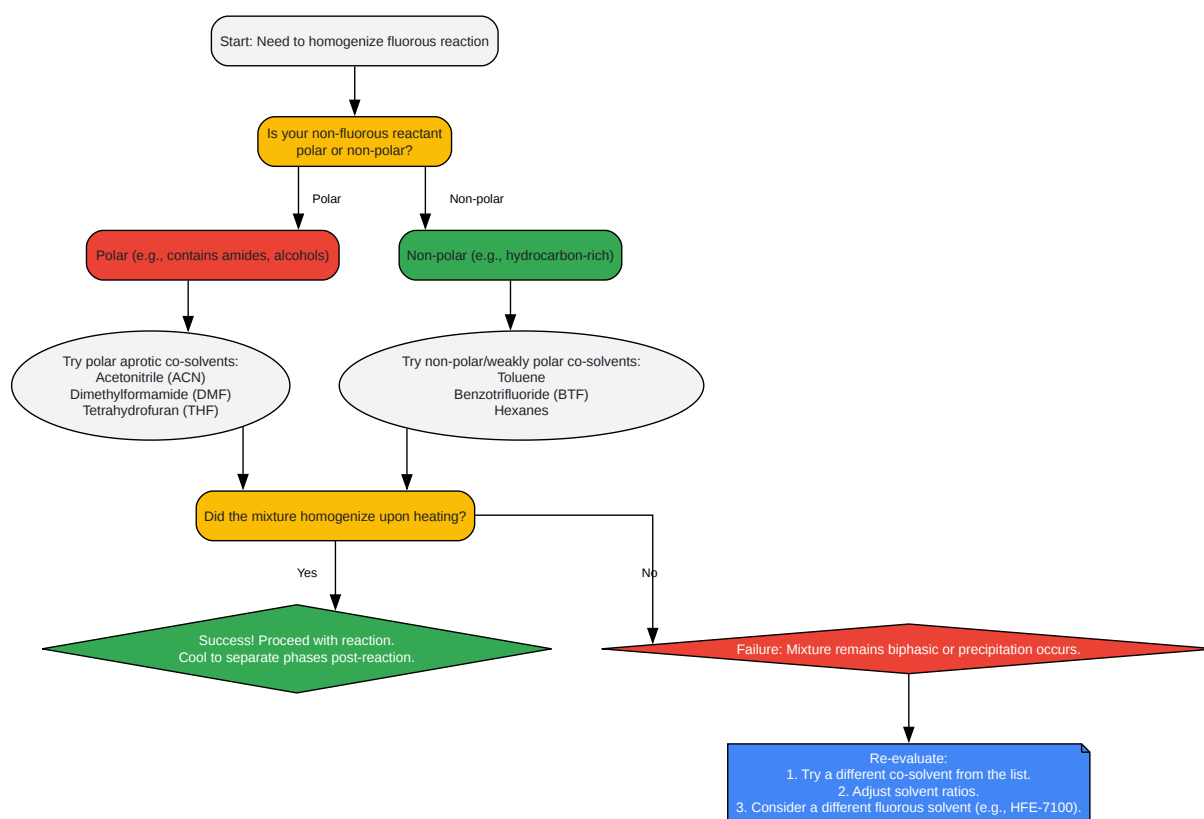 Start: Need to homogenize fluorous reaction
Is your non-fluorous reactant
polar or non-polar?
Polar
Non-polar
Polar (e.g., contains amides, alcohols)
Non-polar (e.g., hydrocarbon-rich)
Try polar aprotic co-solvents:
Acetonitrile (ACN)
Dimethylformamide (DMF)
Tetrahydrofuran (THF)
Try non-polar/weakly polar co-solvents:
Toluene
Benzotrifluoride (BTF)
Hexanes
Did the mixture homogenize upon heating?
Yes
No
Success! Proceed with reaction.
Cool to separate phases post-reaction.
Failure: Mixture remains biphasic or precipitation occurs.
Re-evaluate:
1. Try a different co-solvent from the list.
2. Adjust solvent ratios.
3. Consider a different fluorous solvent (e.g., HFE-7100).